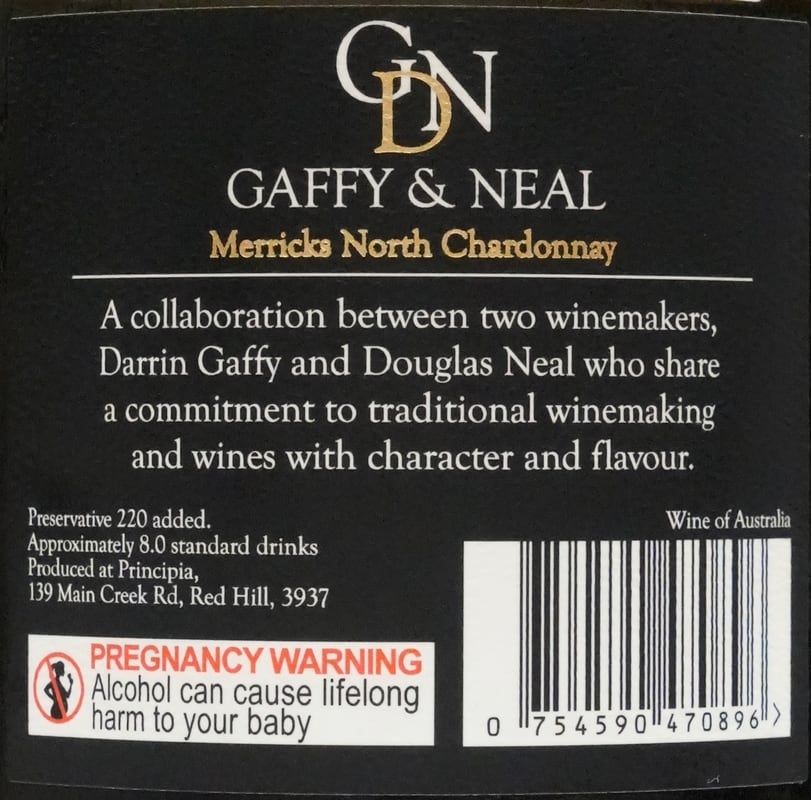 GDN
GAFFY & NEAL
Merricks North Chardonnay
A collaboration between two winemakers,
Darrin Gaffy and Douglas Neal who share
a commitment to traditional winemaking
and wines with character and flavour.
Preservative 220 added.
Approximately 8.0 standard drinks
Produced at Principia,
139 Main Creek Rd, Red Hill, 3937
PREGNANCY WARNING
Alcohol can cause lifelong
harm to your baby
Wine of Australia
0 754590 470896 >